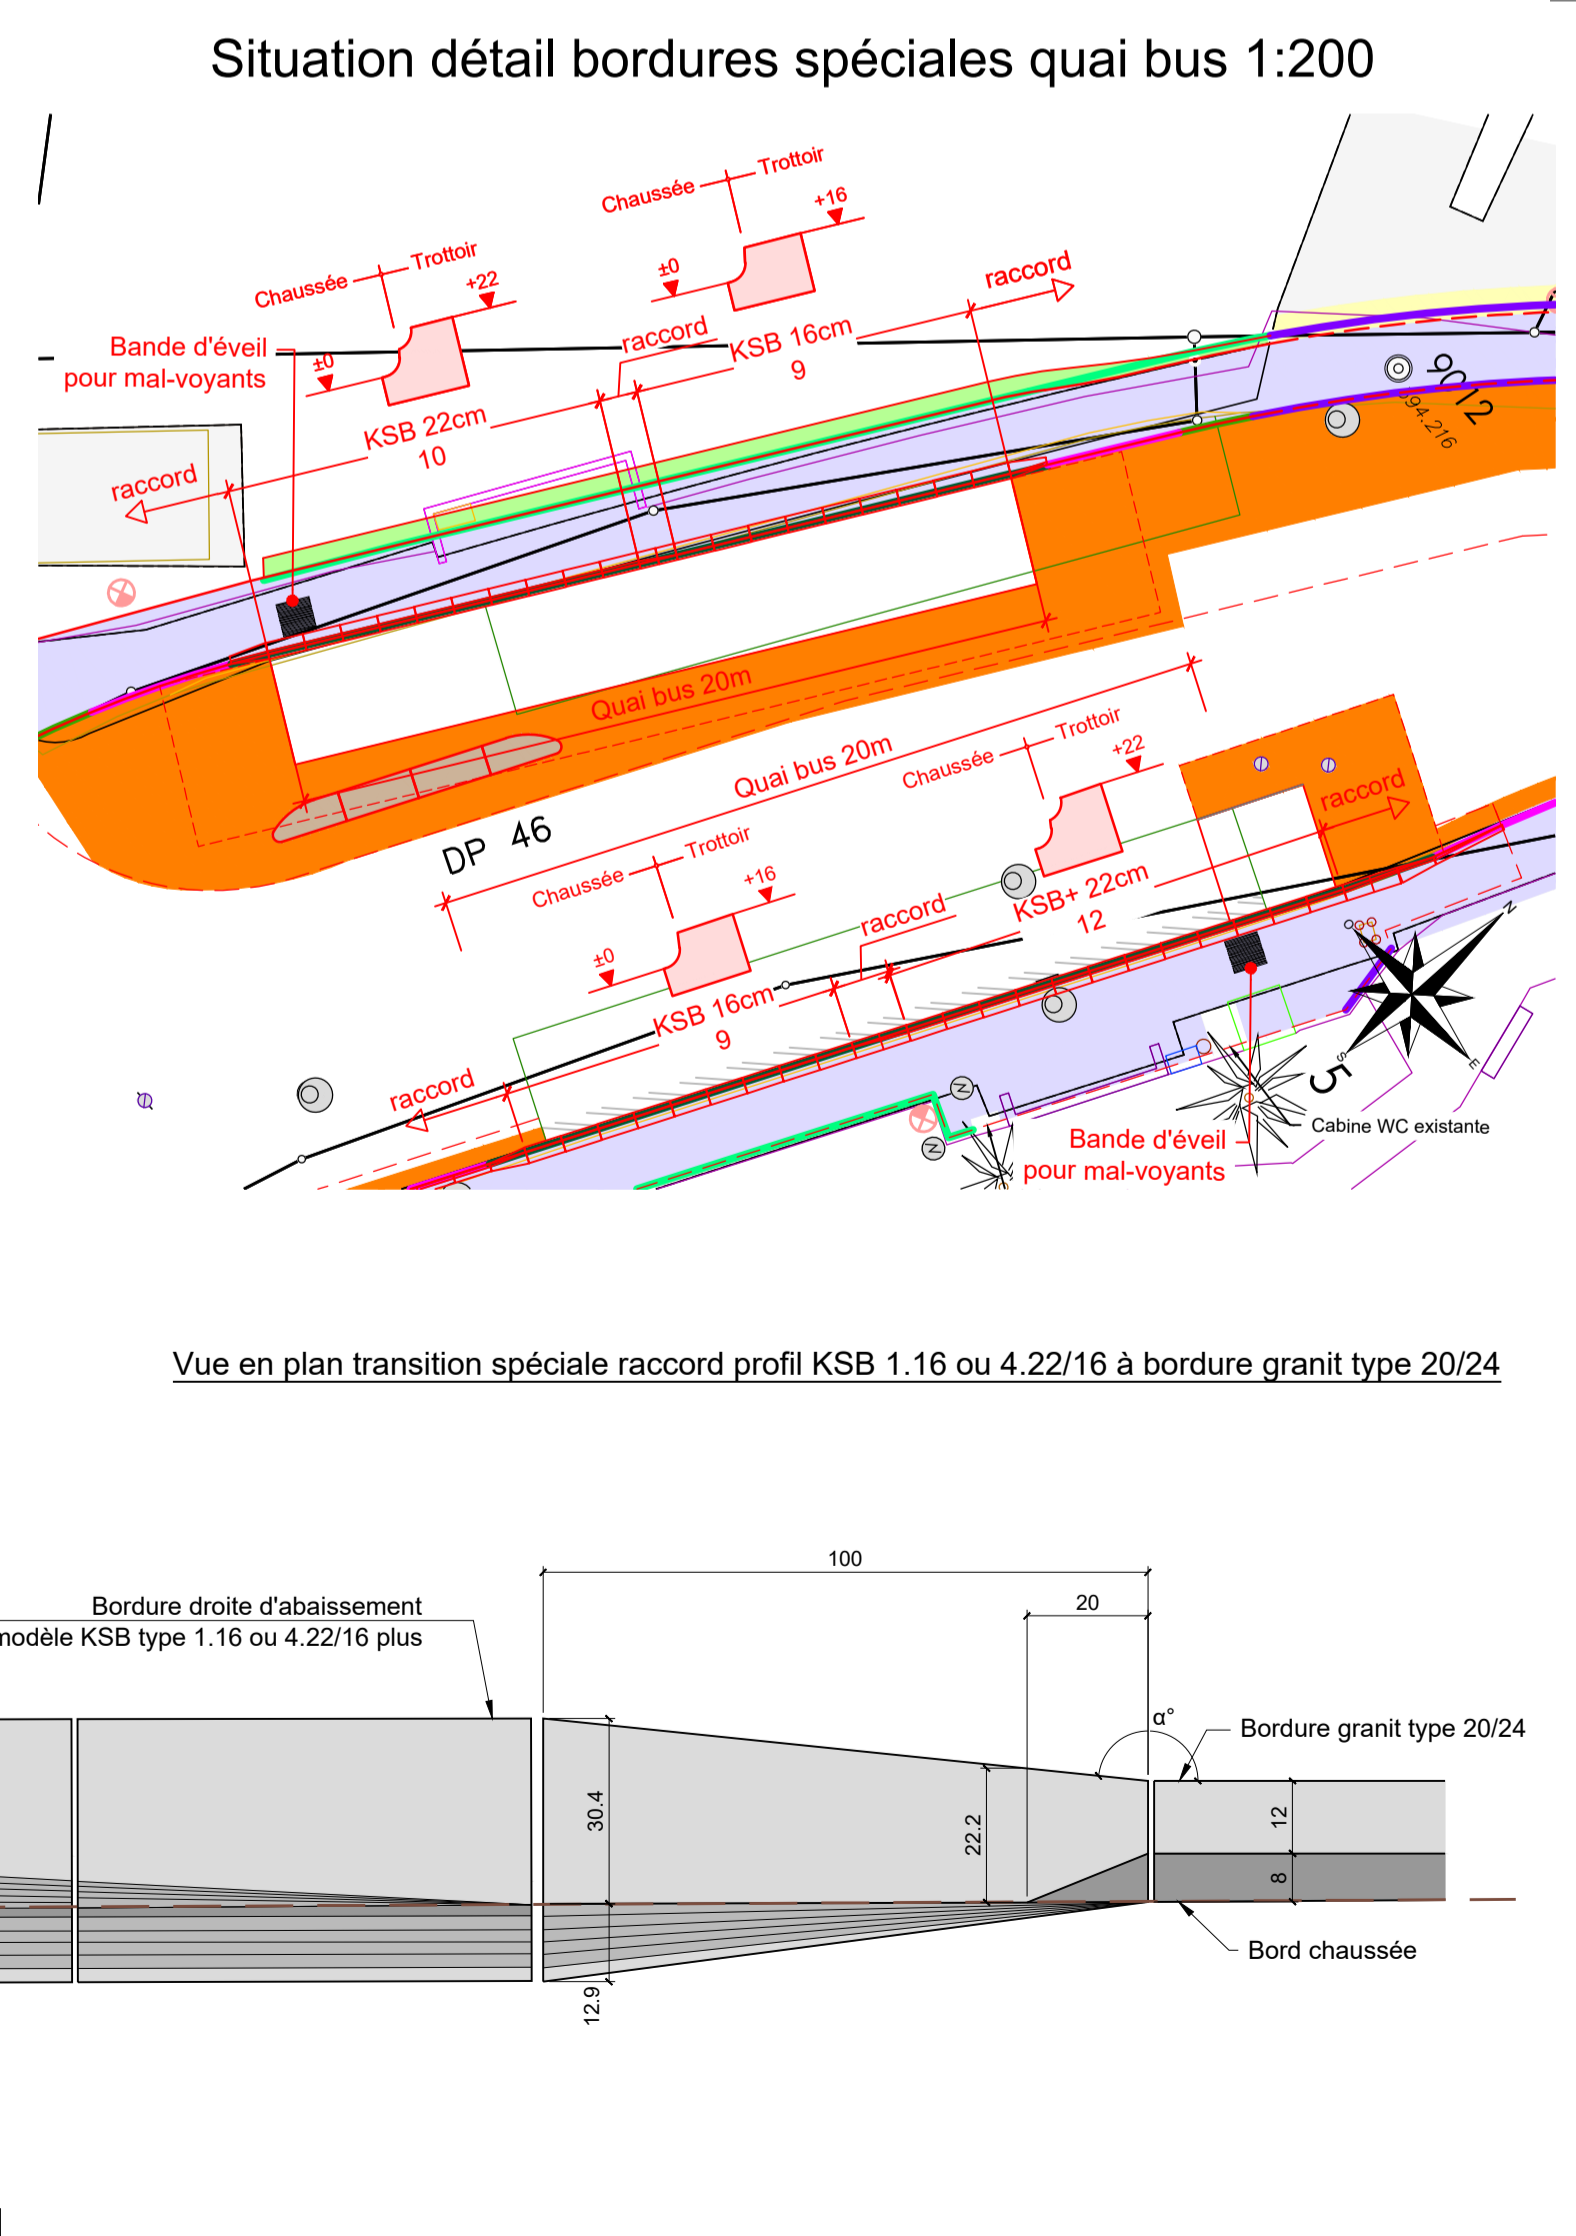 Situation détail bordures spéciales quai bus 1:200
Chaussée
Trottoir
+16
±0
raccord
Chaussée
Trottoir
+22
±0
Bande d'éveil
pour mal-voyants
raccord
KSB 16cm
9
KSB 22cm
10
raccord
9012
594.216
Quai bus 20m
Quai bus 20m
DP 46
Chaussée
Trottoir
+22
raccord
Chaussée
Trottoir
+16
±0
KSB+ 22cm
12
raccord
KSB 16cm
9
raccord
N
S
E
5
N
N
Cabine WC existante
Bande d'éveil
pour mal-voyants
Vue en plan transition spéciale raccord profil KSB 1.16 ou 4.22/16 à bordure granit type 20/24
100
20
Bordure droite d'abaissement
modèle KSB type 1.16 ou 4.22/16 plus
α°
Bordure granit type 20/24
30.4
22.2
12
8
12.9
Bord chaussée